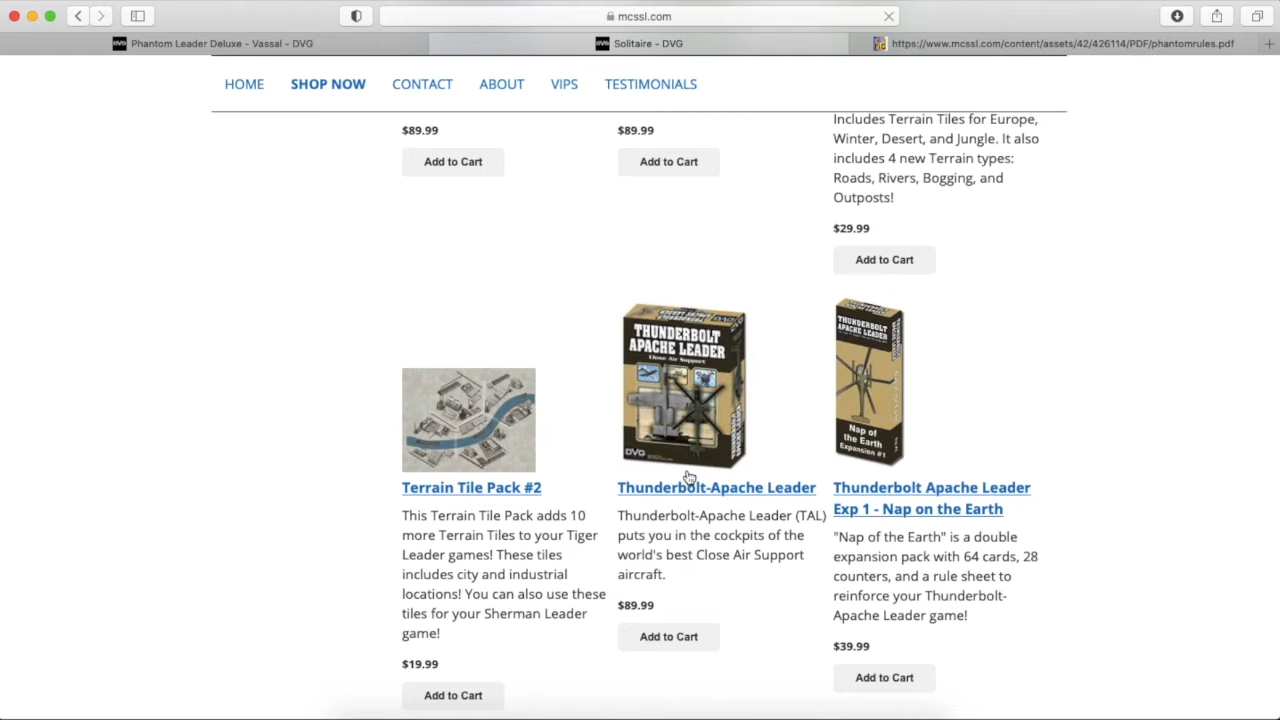 mcssl.com
Phantom Leader Deluxe - Vassal - DVG
Solitaire - DVG
https://www.mcssl.com/content/assets/42/426114/PDF/phantomrules.pdf
HOME
SHOP NOW
CONTACT
ABOUT
VIPS
TESTIMONIALS
$89.99
Add to Cart
$89.99
Add to Cart
Includes Terrain Tiles for Europe,
Winter, Desert, and Jungle. It also
includes 4 new Terrain types:
Roads, Rivers, Bogging, and
Outposts!
$29.99
Add to Cart
Terrain Tile Pack #2
This Terrain Tile Pack adds 10
more Terrain Tiles to your Tiger
Leader games! These tiles
includes city and industrial
locations! You can also use these
tiles for your Sherman Leader
game!
$19.99
Add to Cart
THUNDERBOLT
APACHE LEADER
Close Air Support
DVG
Thunderbolt-Apache Leader
Thunderbolt-Apache Leader (TAL)
puts you in the cockpits of the
world's best Close Air Support
aircraft.
$89.99
Add to Cart
THUNDERBOLT
APACHE LEADER
Nap of
the Earth
Expansion #1
Thunderbolt Apache Leader
Exp 1 - Nap on the Earth
"Nap of the Earth" is a double
expansion pack with 64 cards, 28
counters, and a rule sheet to
reinforce your Thunderbolt-
Apache Leader game!
$39.99
Add to Cart